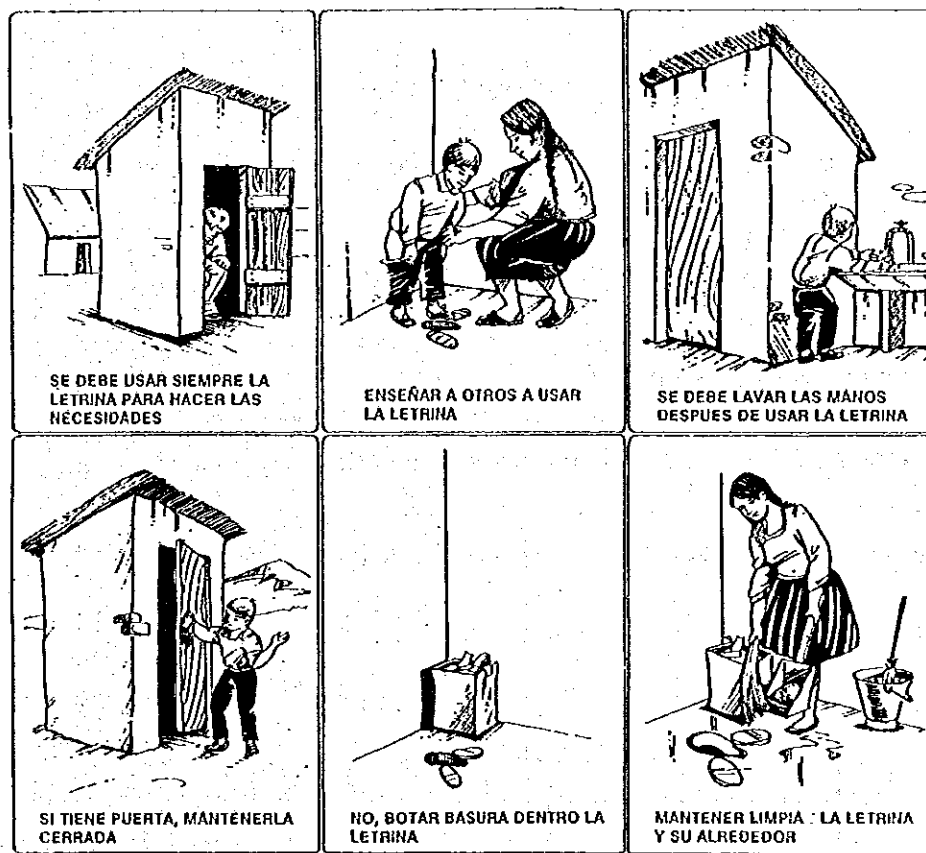 SE DEBE USAR SIEMPRE LA
LETRINA PARA HACER LAS
NECESIDADES
ENSEÑAR A OTROS A USAR
LA LETRINA
SE DEBE LAVAR LAS MANOS
DESPUES DE USAR LA LETRINA
SI TIENE PUERTA, MANTENERLA
CERRADA
NO, BOTAR BASURA DENTRO LA
LETRINA
MANTENER LIMPIA : LA LETRINA
Y SU ALREDEDOR